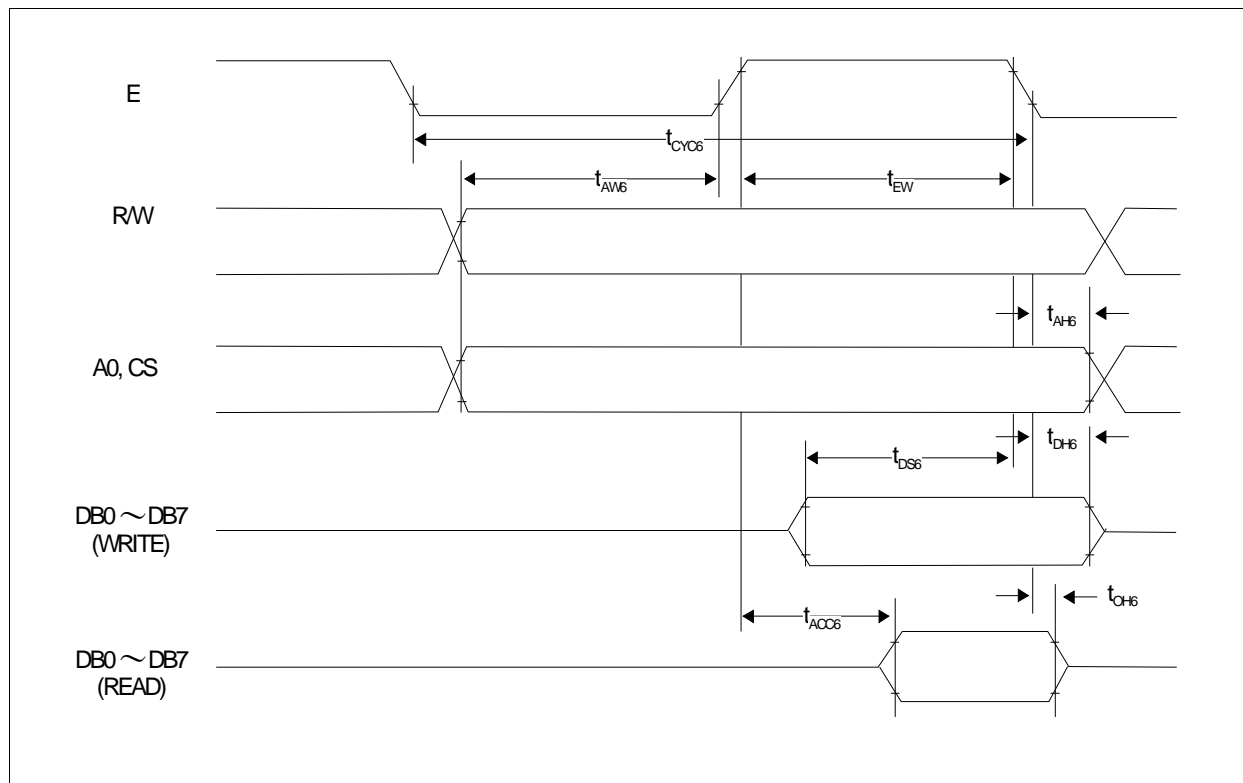 E
tCYC6
tAW6
tEW
R/W
tAH6
A0, CS
tDH6
tDS6
DB0 ～ DB7
(WRITE)
tOH6
tACC6
DB0 ～ DB7
(READ)